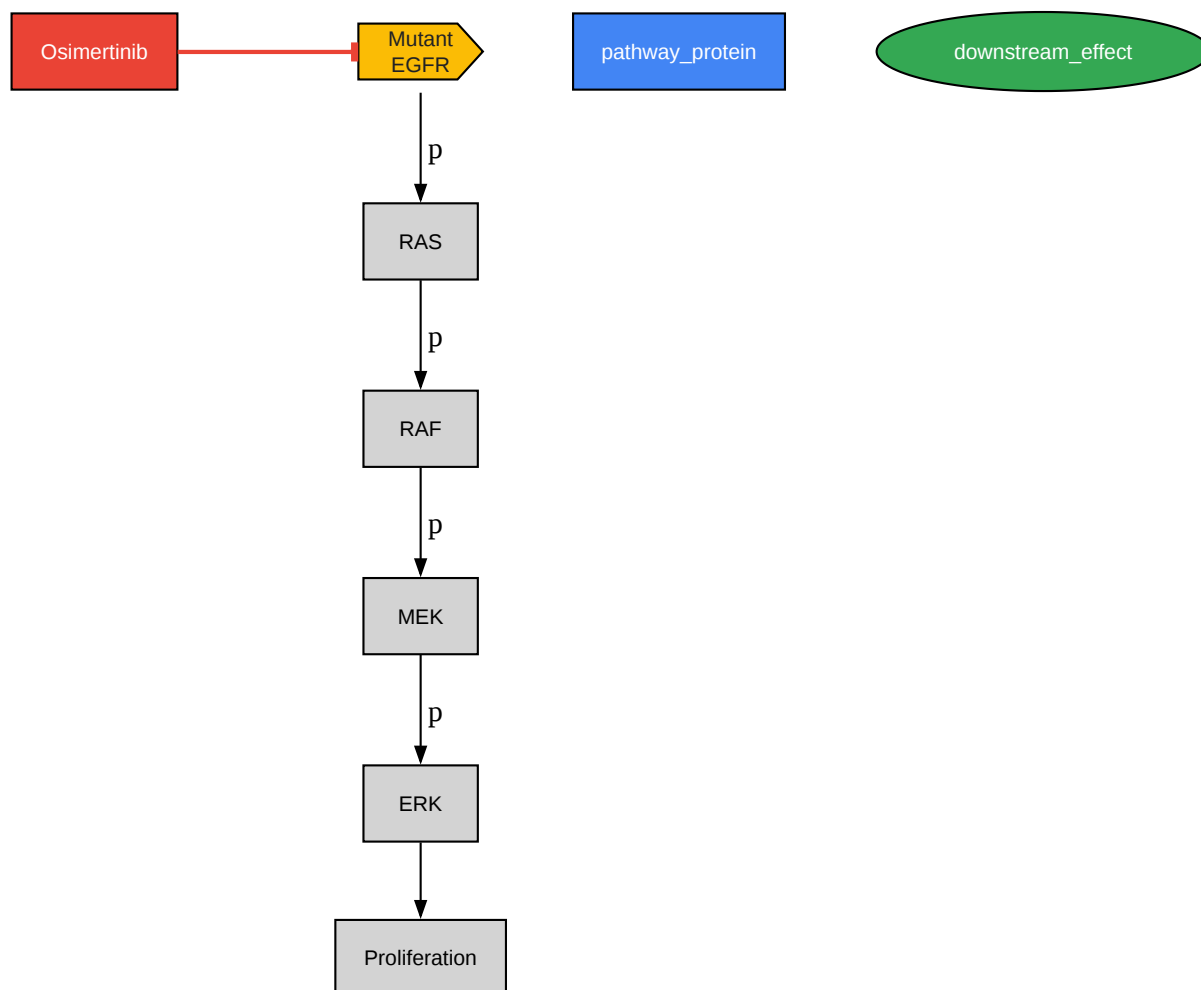 Osimertinib
Mutant
EGFR
pathway_protein
downstream_effect
p
RAS
p
RAF
p
MEK
p
ERK
Proliferation